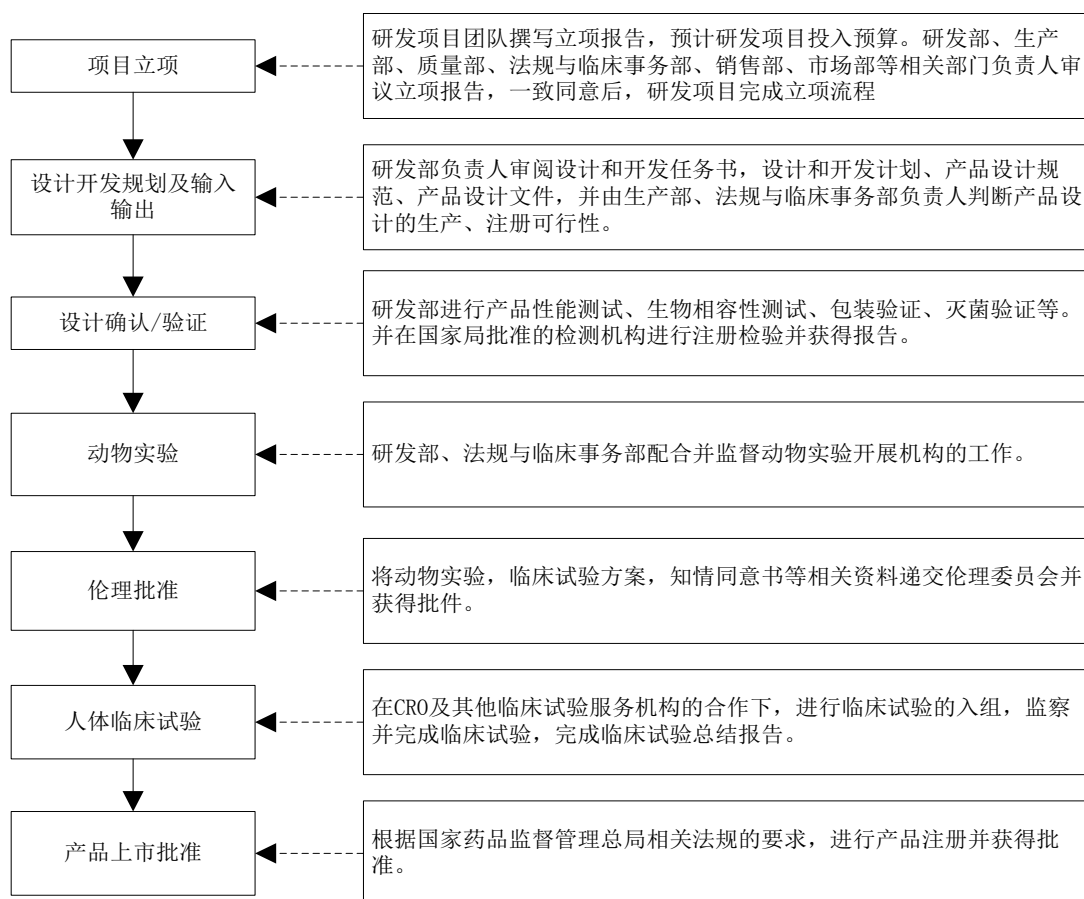 项目立项
研发项目团队撰写立项报告，预计研发项目投入预算。研发部、生产
部、质量部、法规与临床事务部、销售部、市场部等相关部门负责人审
议立项报告，一致同意后，研发项目完成立项流程
设计开发规划及输入
输出
研发部负责人审阅设计和开发任务书，设计和开发计划、产品设计规
范、产品设计文件，并由生产部、法规与临床事务部负责人判断产品设
计的生产、注册可行性。
设计确认/验证
研发部进行产品性能测试、生物相容性测试、包装验证、灭菌验证等。
并在国家局批准的检测机构进行注册检验并获得报告。
动物实验
研发部、法规与临床事务部配合并监督动物实验开展机构的工作。
伦理批准
将动物实验，临床试验方案，知情同意书等相关资料递交伦理委员会并
获得批件。
人体临床试验
在CRO及其他临床试验服务机构的合作下，进行临床试验的入组，监察
并完成临床试验，完成临床试验总结报告。
产品上市批准
根据国家药品监督管理总局相关法规的要求，进行产品注册并获得批
准。